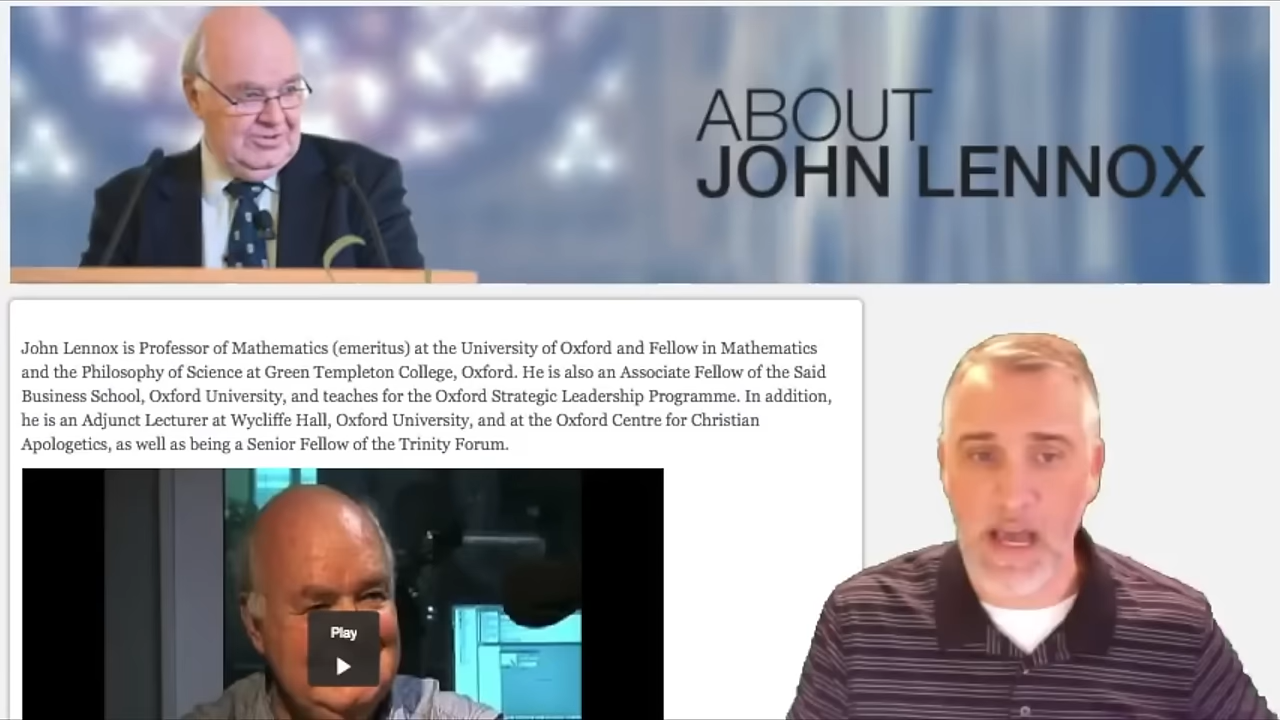 ABOUT
JOHN LENNOX
John Lennox is Professor of Mathematics (emeritus) at the University of Oxford and Fellow in Mathematics
and the Philosophy of Science at Green Templeton College, Oxford. He is also an Associate Fellow of the Said
Business School, Oxford University, and teaches for the Oxford Strategic Leadership Programme. In addition,
he is an Adjunct Lecturer at Wycliffe Hall, Oxford University, and at the Oxford Centre for Christian
Apologetics, as well as being a Senior Fellow of the Trinity Forum.
Play